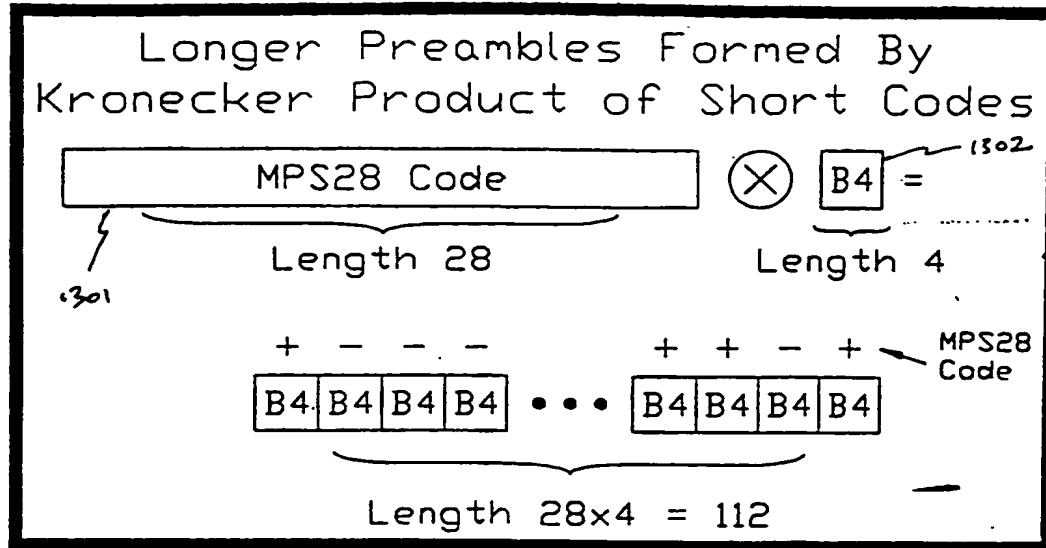 Longer Preambles Formed By
Kronecker Product of Short Codes
MPS28 Code ⊗ B4 =
1302
Length 28 Length 4
1301
+ - - - + + - + MPS28
Code
B4 B4 B4 B4 ••• B4 B4 B4 B4
Length 28x4 = 112